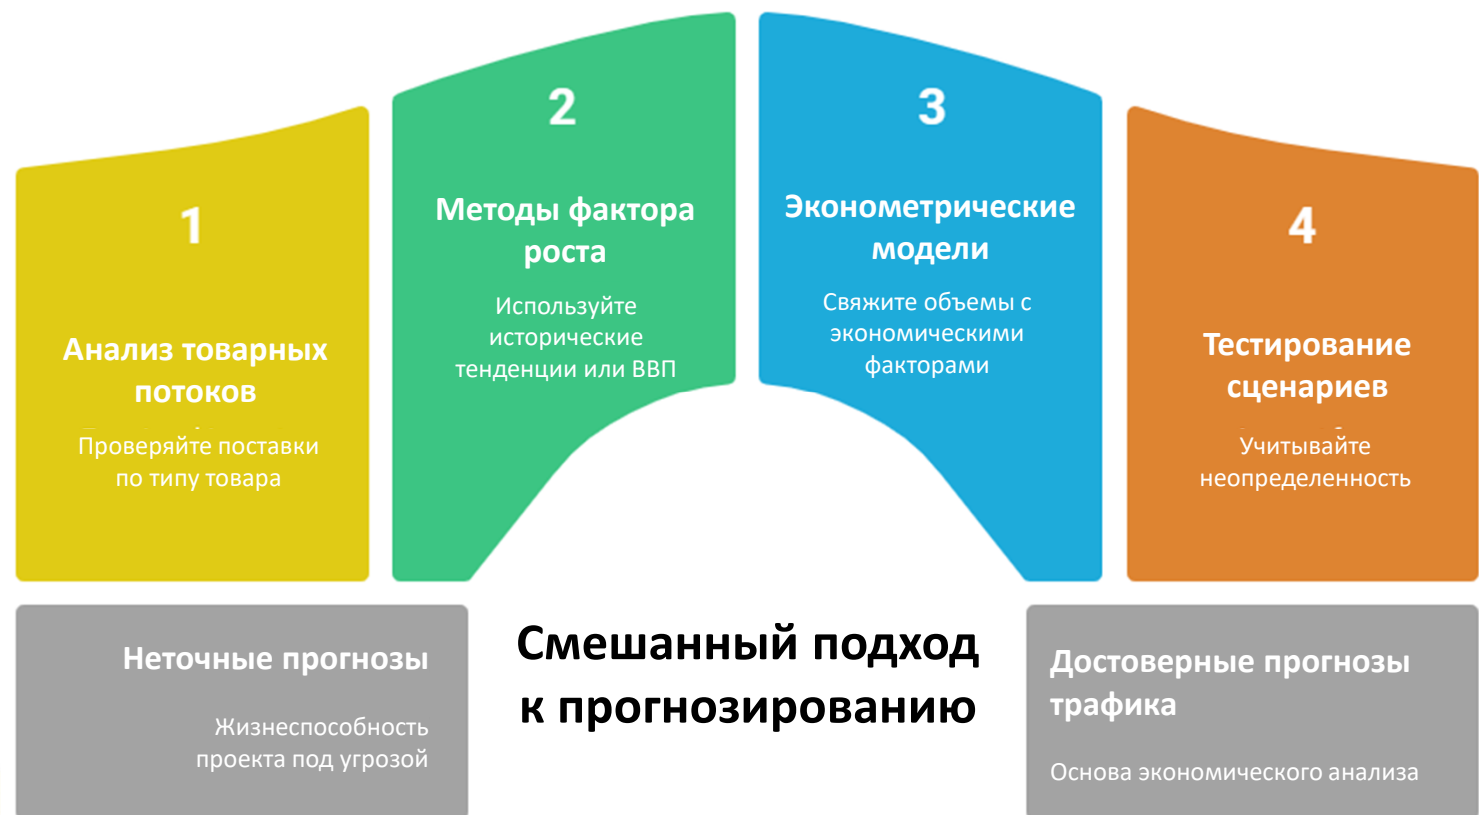 1
Анализ товарных
потоков
Проверяйте поставки
по типу товара
2
Методы фактора
роста
Используйте
исторические
тенденции или ВВП
3
Эконометрические
модели
Свяжите объемы с
экономическими
факторами
4
Тестирование
сценариев
Учитывайте
неопределенность
Неточные прогнозы
Жизнеспособность
проекта под угрозой
Смешанный подход
к прогнозированию
Достоверные прогнозы
трафика
Основа экономического анализа